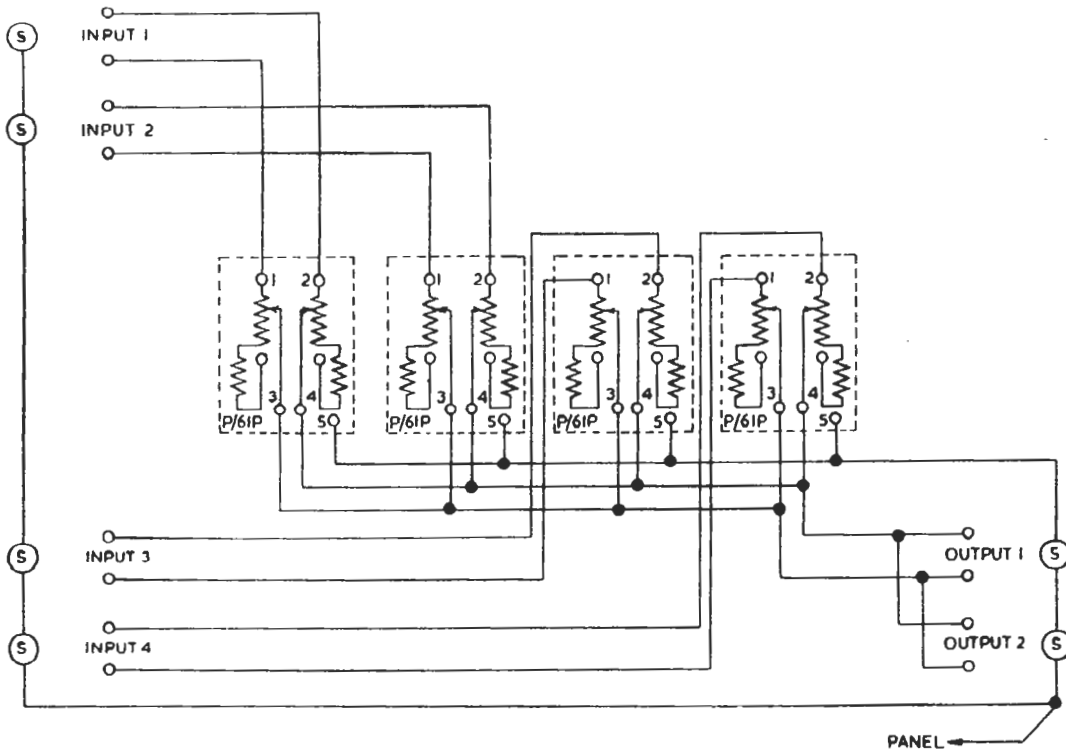 S
INPUT 1
S
INPUT 2
1 2
1 2
1 2
1 2
3 4
3 4
3 4
3 4
P/61P 5
P/61P 5
P/61P 5
P/61P 5
S
INPUT 3
OUTPUT 1
S
S
INPUT 4
OUTPUT 2
S
PANEL